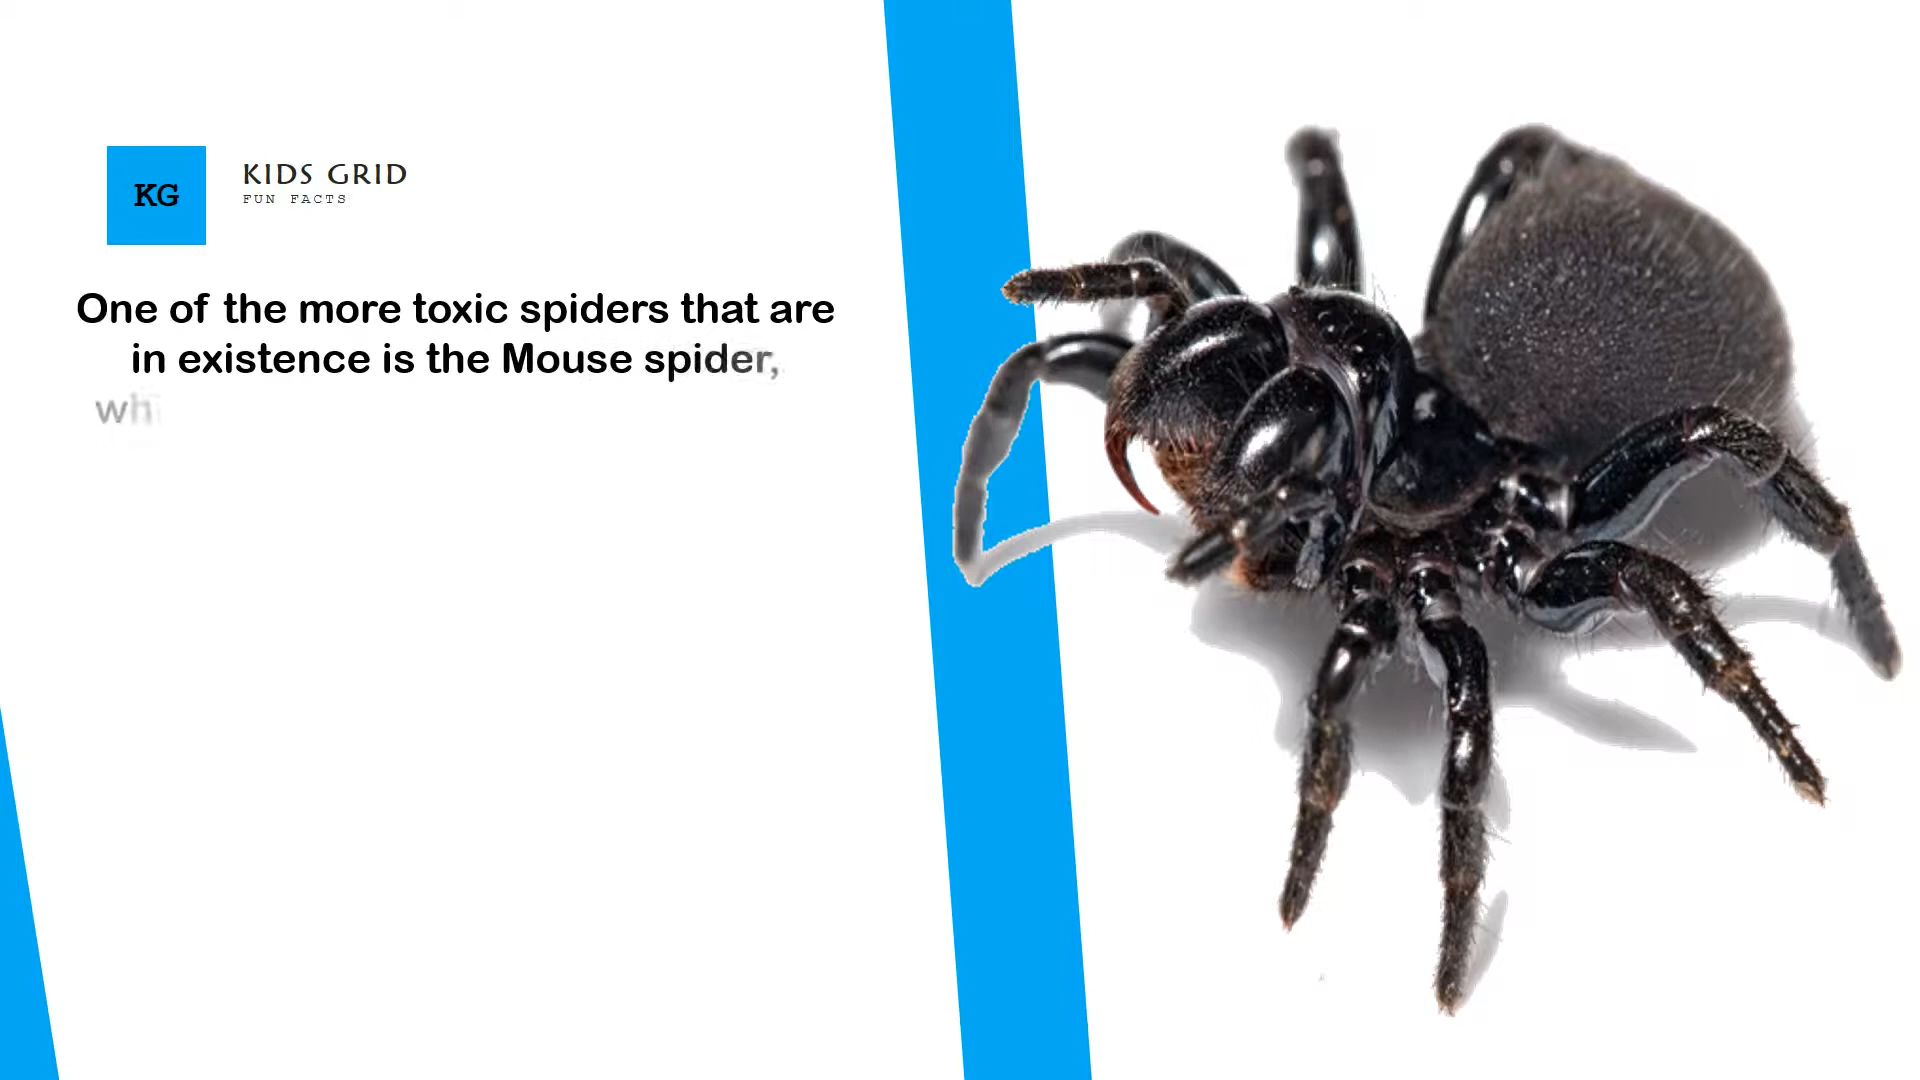 KG
KIDS GRID
FUN FACTS
One of the more toxic spiders that are
in existence is the Mouse spider,